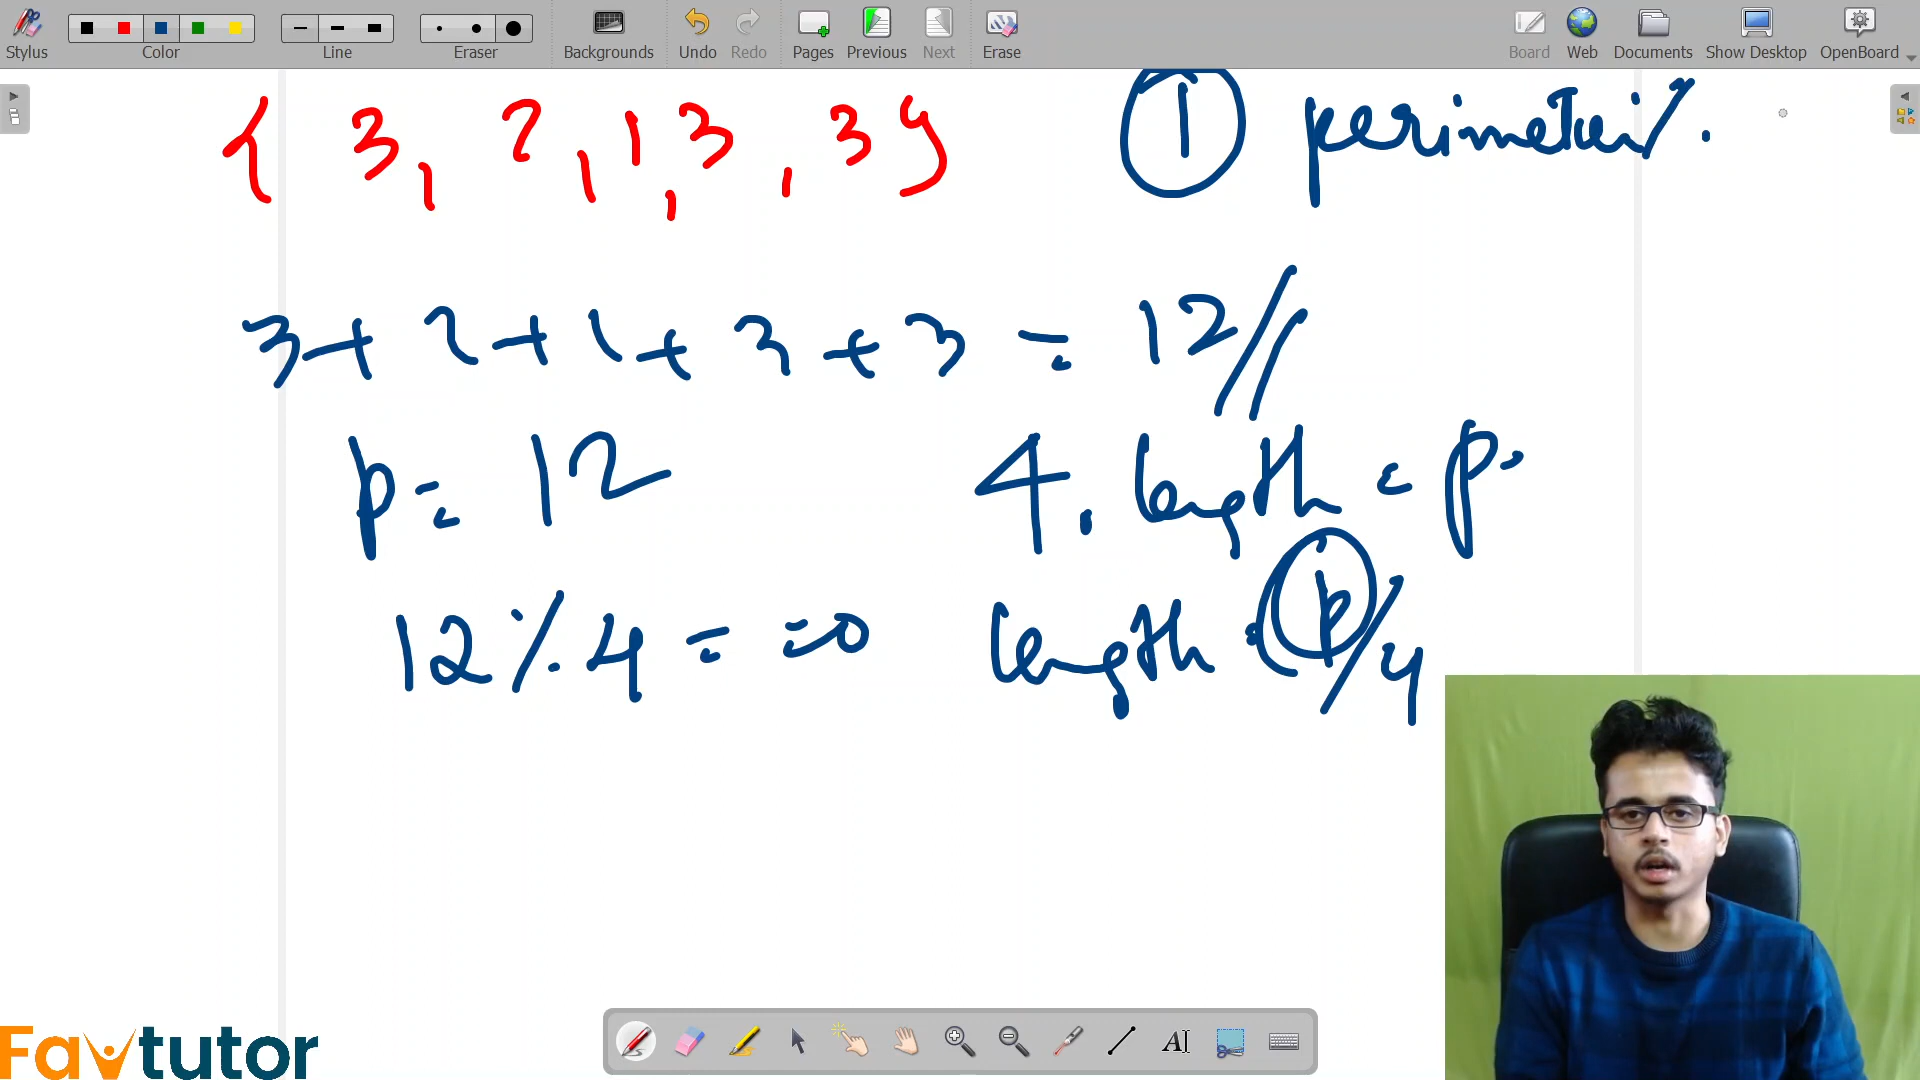 Stylus Color Line Eraser Backgrounds Undo Redo Pages Previous Next Erase Board Web Documents Show Desktop OpenBoard
{ 3, 2, 1, 3, 3 }
① perimeter.
3 + 2 + 1 + 3 + 3 = 12 //
p = 12
4. length = p.
12 % 4 = = 0
length = p/4
Favtutor